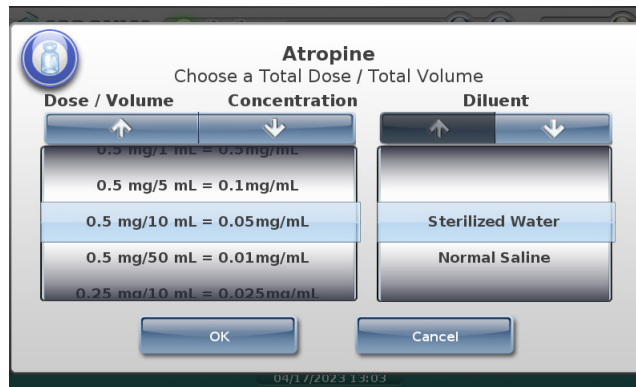 Atropine
Choose a Total Dose / Total Volume
Dose / Volume Concentration Diluent
0.5 mg/1 mL = 0.5mg/mL
0.5 mg/5 mL = 0.1mg/mL
0.5 mg/10 mL = 0.05mg/mL Sterilized Water
0.5 mg/50 mL = 0.01mg/mL Normal Saline
0.25 mg/10 mL = 0.025mg/mL
OK Cancel
04/17/2023 13:03